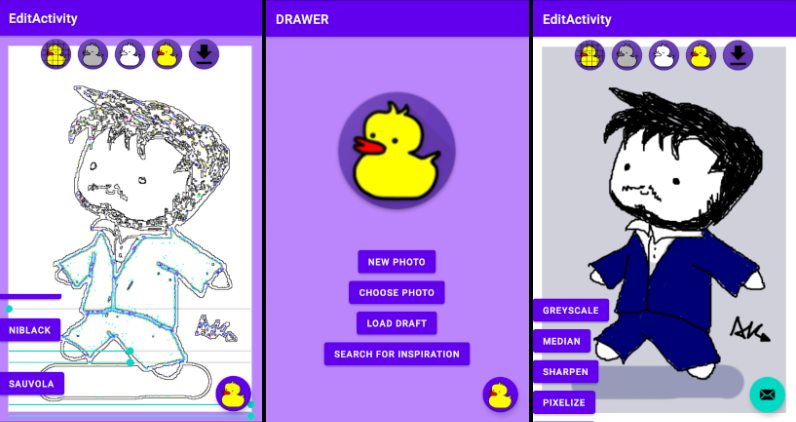 EditActivity
NIBLACK
SAUVOLA
DRAWER
NEW PHOTO
CHOOSE PHOTO
LOAD DRAFT
SEARCH FOR INSPIRATION
EditActivity
GREYSCALE
MEDIAN
SHARPEN
PIXELIZE